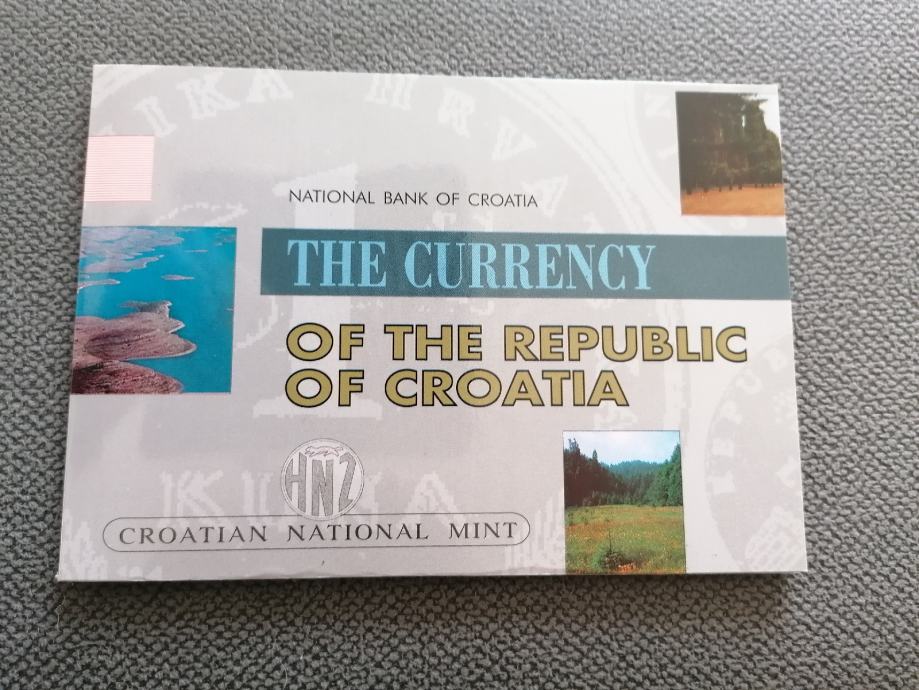 NATIONAL BANK OF CROATIA
THE CURRENCY
OF THE REPUBLIC
OF CROATIA
HNZ
CROATIAN NATIONAL MINT